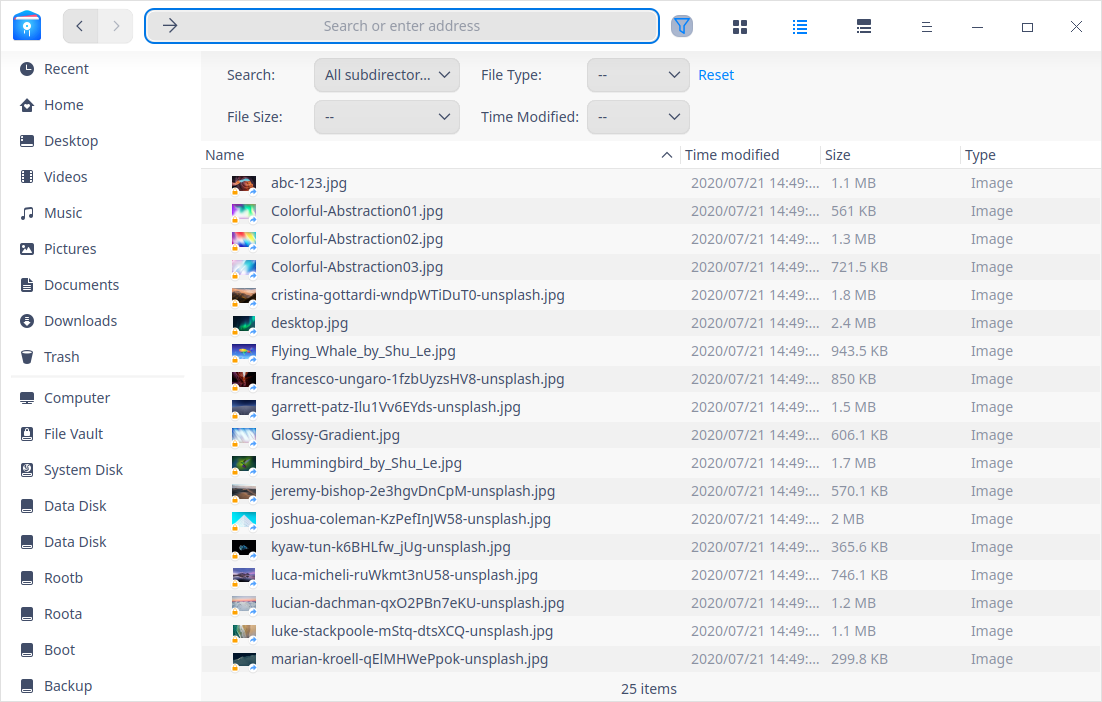 Search or enter address
Recent
Home
Desktop
Videos
Music
Pictures
Documents
Downloads
Trash
Computer
File Vault
System Disk
Data Disk
Data Disk
Rootb
Roota
Boot
Backup
Search: All subdirector... File Type: -- Reset
File Size: -- Time Modified: --
Name Time modified Size Type
abc-123.jpg 2020/07/21 14:49:... 1.1 MB Image
Colorful-Abstraction01.jpg 2020/07/21 14:49:... 561 KB Image
Colorful-Abstraction02.jpg 2020/07/21 14:49:... 1.3 MB Image
Colorful-Abstraction03.jpg 2020/07/21 14:49:... 721.5 KB Image
cristina-gottardi-wndpWTiDuT0-unsplash.jpg 2020/07/21 14:49:... 1.8 MB Image
desktop.jpg 2020/07/21 14:49:... 2.4 MB Image
Flying_Whale_by_Shu_Le.jpg 2020/07/21 14:49:... 943.5 KB Image
francesco-ungaro-1fzbUyzsHV8-unsplash.jpg 2020/07/21 14:49:... 850 KB Image
garrett-patz-Ilu1Vv6EYds-unsplash.jpg 2020/07/21 14:49:... 1.5 MB Image
Glossy-Gradient.jpg 2020/07/21 14:49:... 606.1 KB Image
Hummingbird_by_Shu_Le.jpg 2020/07/21 14:49:... 1.7 MB Image
jeremy-bishop-2e3hgvDnCpM-unsplash.jpg 2020/07/21 14:49:... 570.1 KB Image
joshua-coleman-KzPefInJW58-unsplash.jpg 2020/07/21 14:49:... 2 MB Image
kyaw-tun-k6BHLfw_jUg-unsplash.jpg 2020/07/21 14:49:... 365.6 KB Image
luca-micheli-ruWkmt3nU58-unsplash.jpg 2020/07/21 14:49:... 746.1 KB Image
lucian-dachman-qxO2PBn7eKU-unsplash.jpg 2020/07/21 14:49:... 1.2 MB Image
luke-stackpoole-mStq-dtsXCQ-unsplash.jpg 2020/07/21 14:49:... 1.1 MB Image
marian-kroell-qElMHWePpok-unsplash.jpg 2020/07/21 14:49:... 299.8 KB Image
25 items